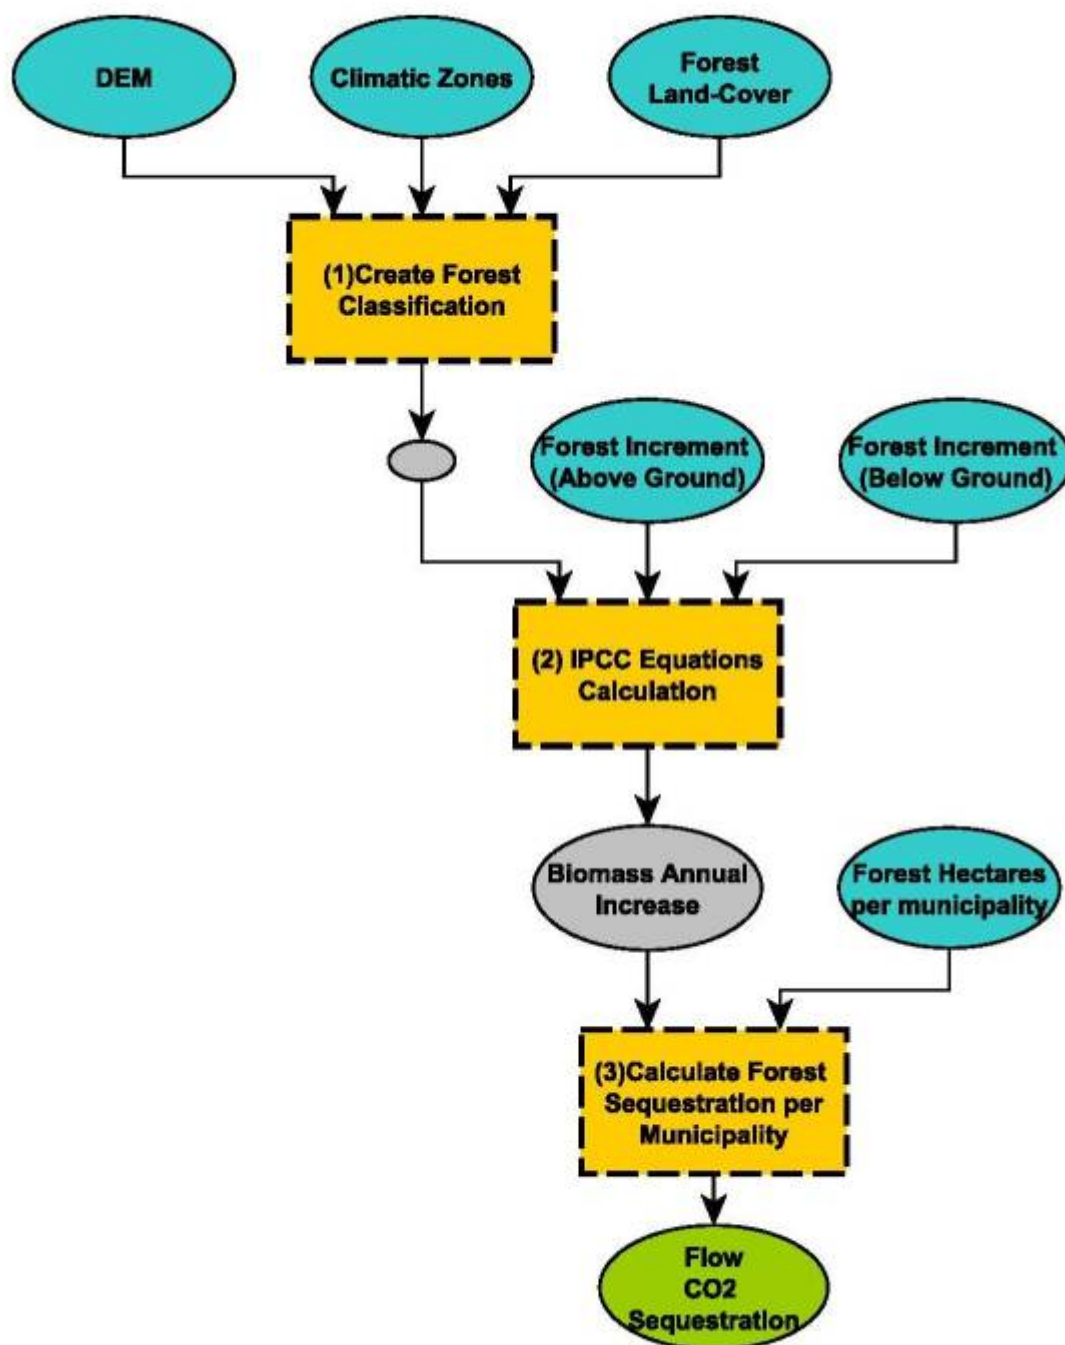 DEM
Climatic Zones
Forest
Land-Cover
(1)Create Forest
Classification
Forest Increment
(Above Ground)
Forest Increment
(Below Ground)
(2) IPCC Equations
Calculation
Biomass Annual
Increase
Forest Hectares
per municipality
(3)Calculate Forest
Sequestration per
Municipality
Flow
CO2
Sequestration